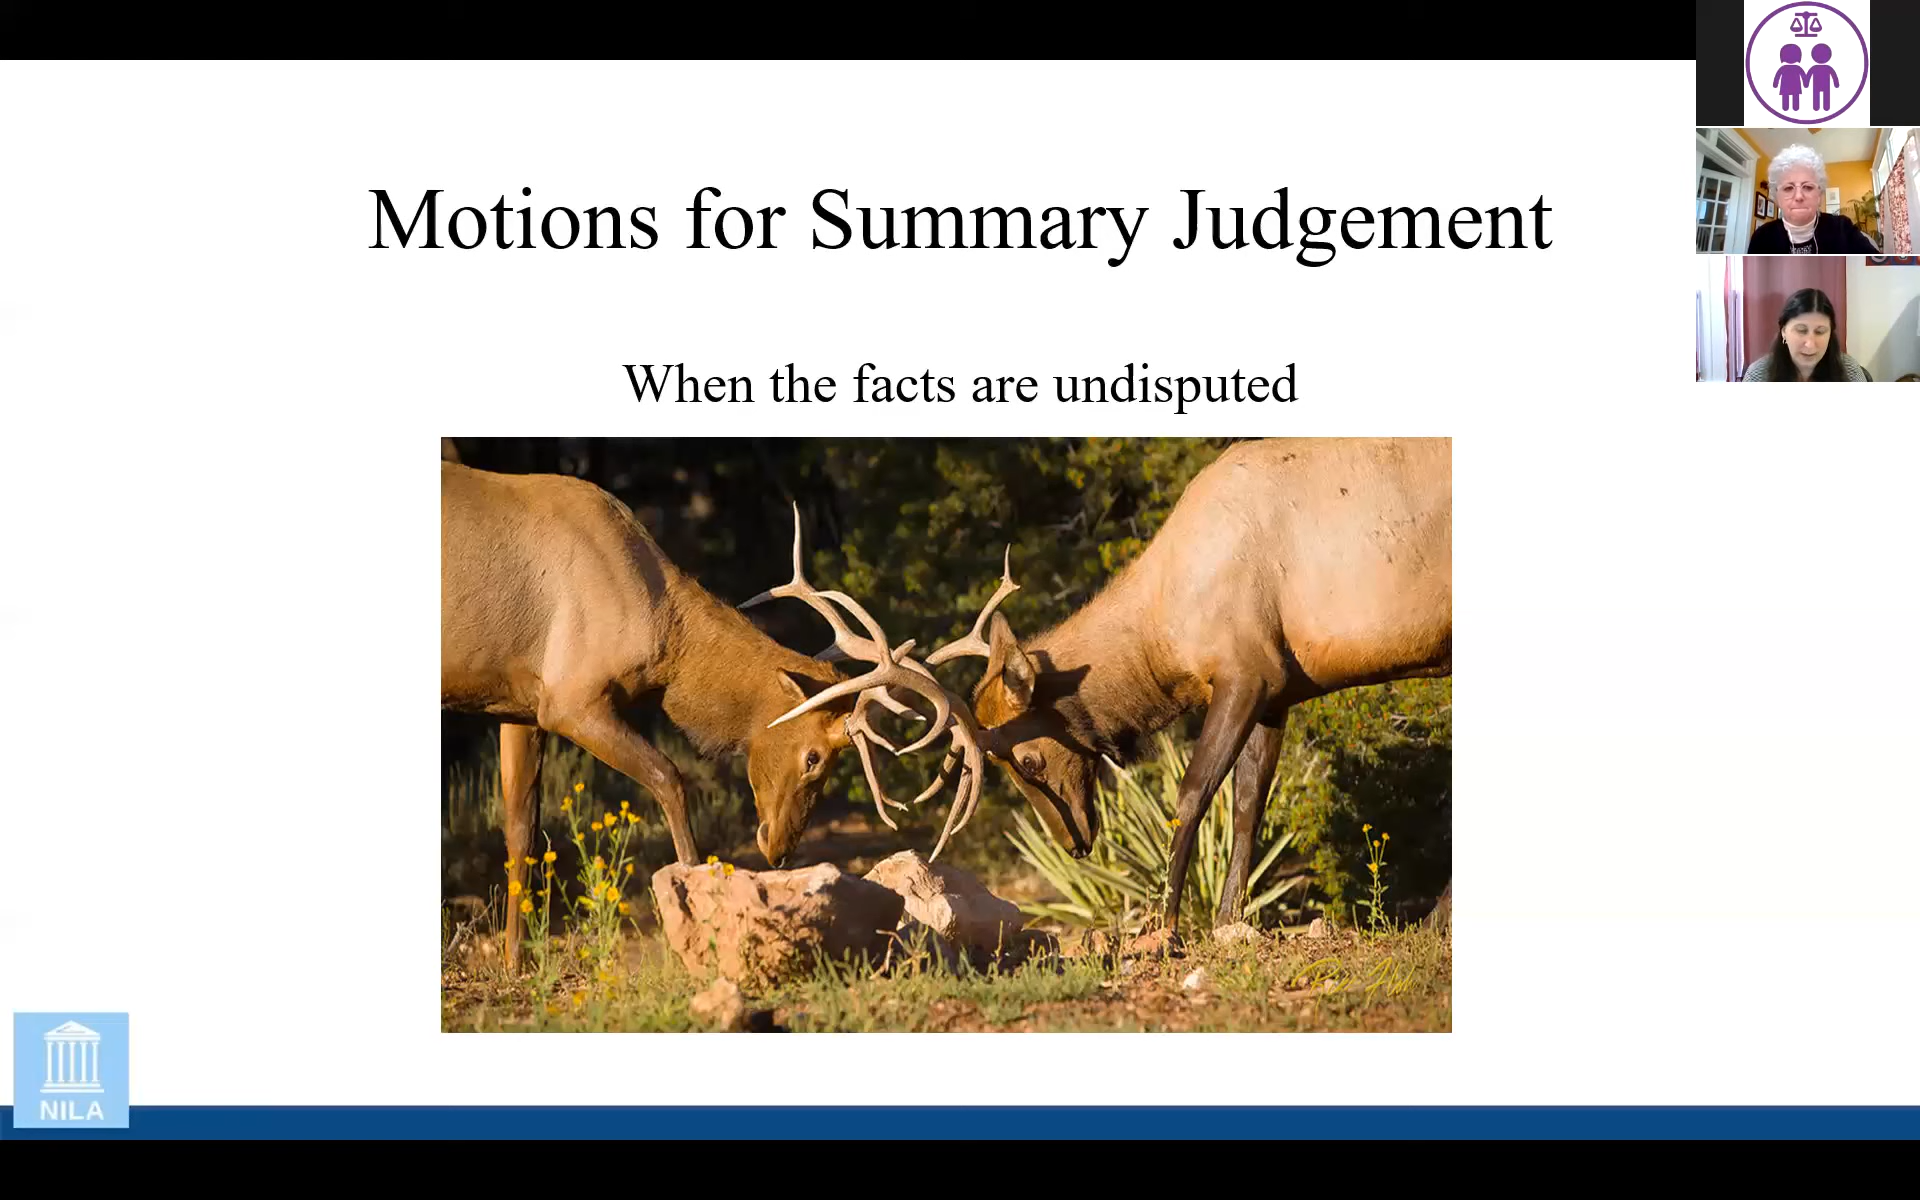 Motions for Summary Judgement
When the facts are undisputed
NILA